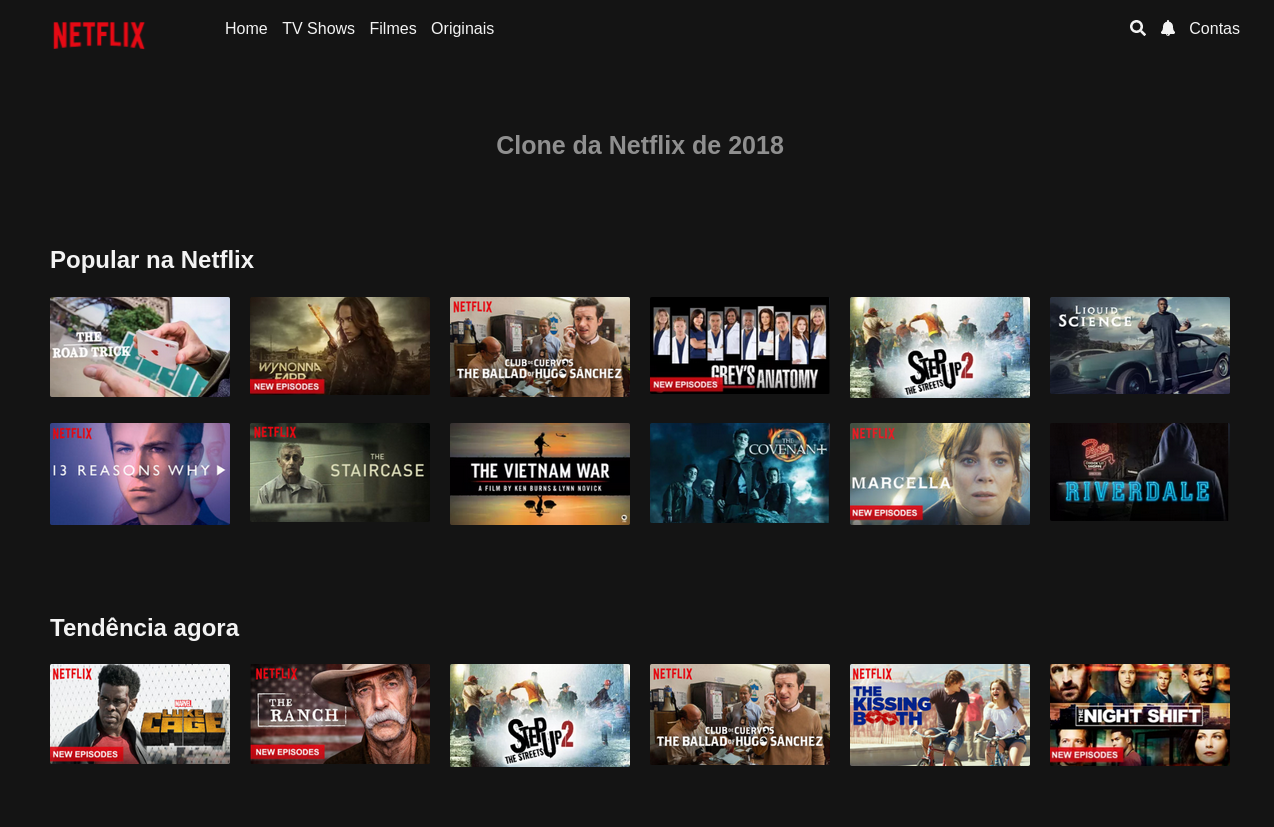 NETFLIX
Home TV Shows Filmes Originais
Contas
Clone da Netflix de 2018
Popular na Netflix
THE
ROAD TRICK
WYNONNA
EARP
NEW EPISODES
NETFLIX
CLUB DE CUERVOS
THE BALLAD OF HUGO SÁNCHEZ
NEW EPISODES
GREY'S ANATOMY
STEP UP 2
THE STREETS
LIQUID
SCIENCE
NETFLIX
13 REASONS WHY
NETFLIX
THE
STAIRCASE
THE VIETNAM WAR
A FILM BY KEN BURNS & LYNN NOVICK
THE
COVENANT
NETFLIX
MARCELLA
NEW EPISODES
RIVERDALE
Tendência agora
NETFLIX
MARVEL
LUKE
CAGE
NEW EPISODES
NETFLIX
THE
RANCH
NEW EPISODES
STEP UP 2
THE STREETS
NETFLIX
CLUB DE CUERVOS
THE BALLAD OF HUGO SÁNCHEZ
NETFLIX
THE
KISSING
BOOTH
THE NIGHT SHIFT
NEW EPISODES